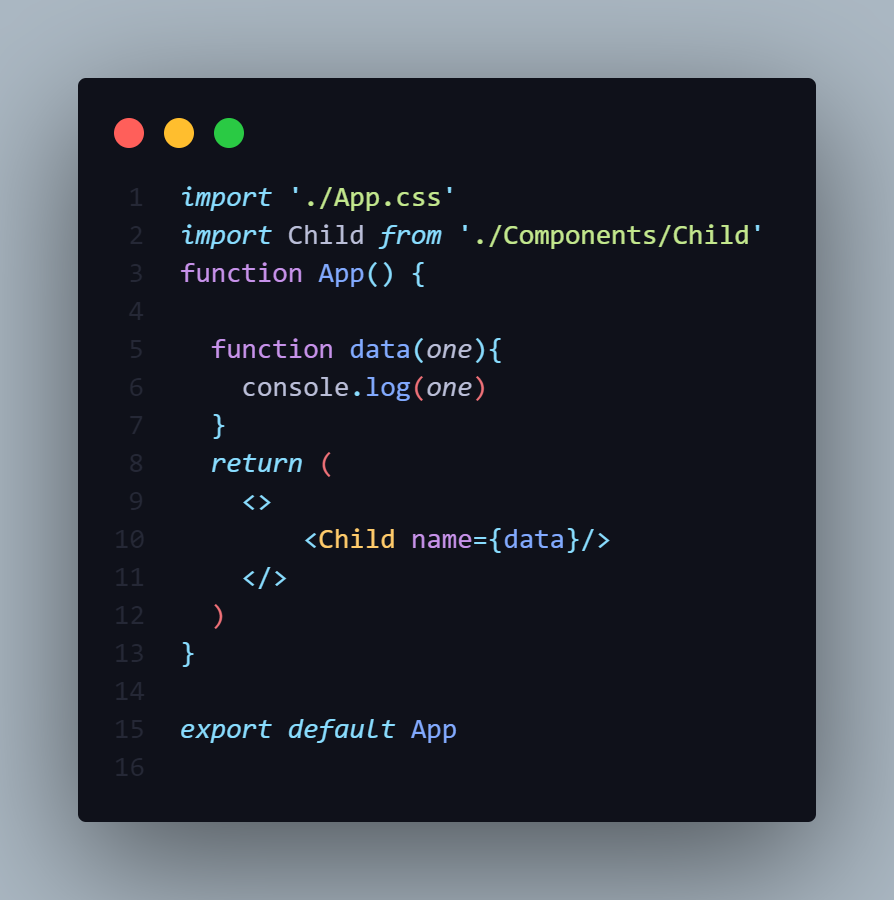 1 import './App.css'
2 import Child from './Components/Child'
3 function App() {
4
5   function data(one){
6     console.log(one)
7   }
8   return (
9     <>
10         <Child name={data}/>
11     </>
12   )
13 }
14
15 export default App
16